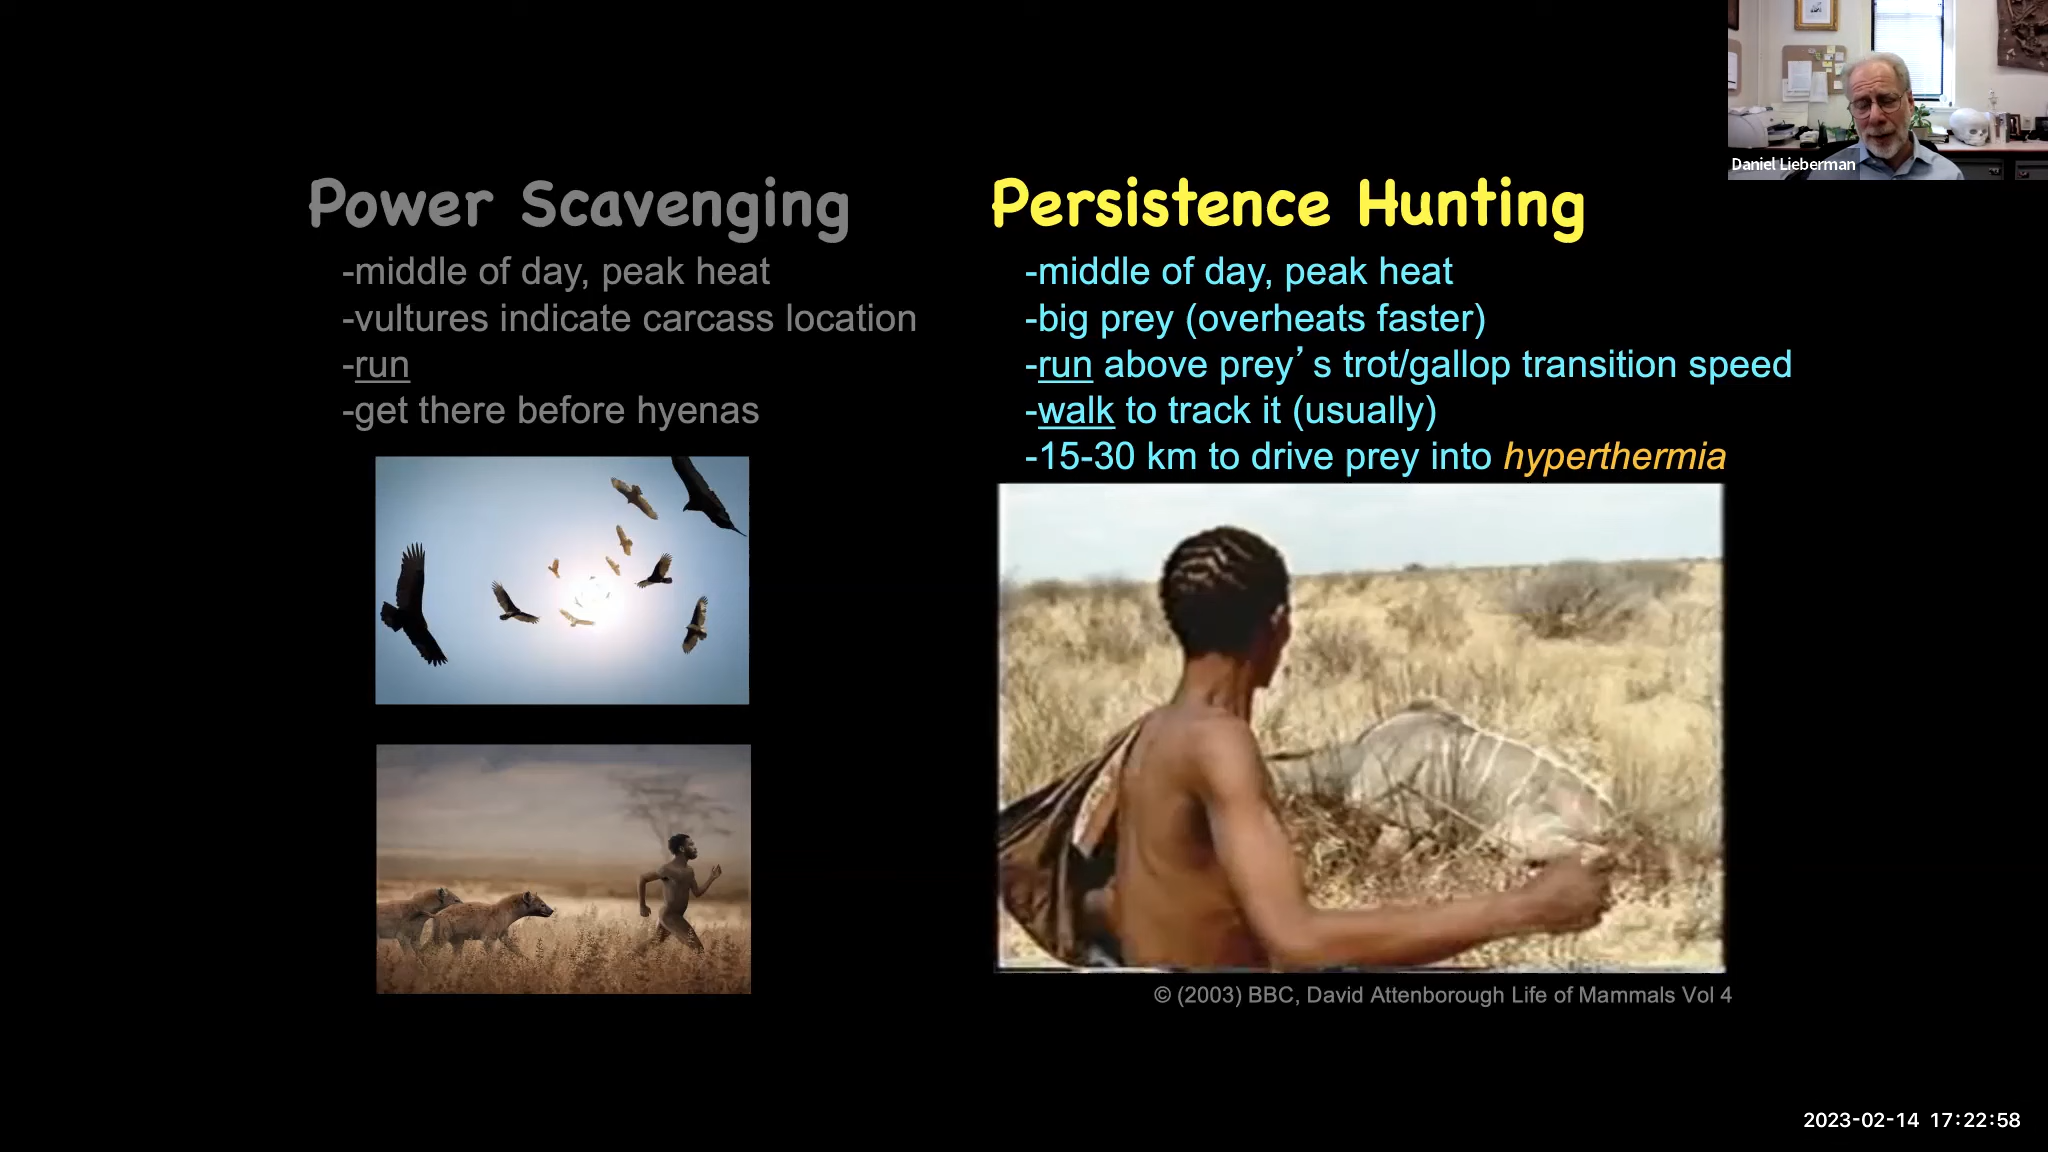 Daniel Lieberman
Power Scavenging
-middle of day, peak heat
-vultures indicate carcass location
-run
-get there before hyenas
Persistence Hunting
-middle of day, peak heat
-big prey (overheats faster)
-run above prey’ s trot/gallop transition speed
-walk to track it (usually)
-15-30 km to drive prey into hyperthermia
© (2003) BBC, David Attenborough Life of Mammals Vol 4
2023-02-14 17:22:58